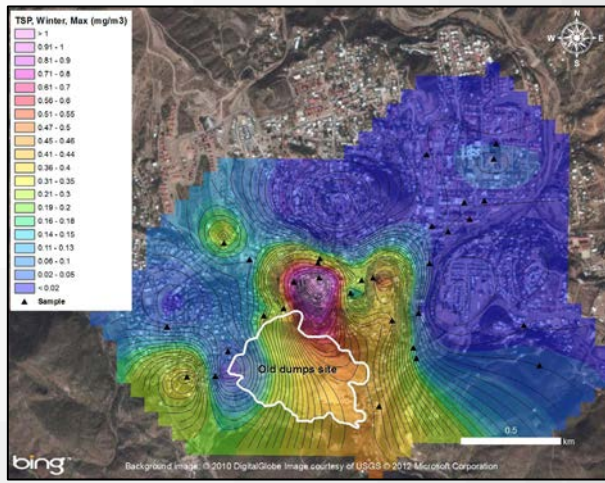 TSP, Winter, Max (mg/m3)
> 1
0.91 - 1
0.81 - 0.9
0.71 - 0.8
0.61 - 0.7
0.56 - 0.6
0.51 - 0.55
0.47 - 0.5
0.45 - 0.46
0.41 - 0.44
0.36 - 0.4
0.31 - 0.35
0.21 - 0.3
0.19 - 0.2
0.16 - 0.18
0.14 - 0.15
0.11 - 0.13
0.06 - 0.1
0.02 - 0.05
< 0.02
Sample
N
W E
S
Old dumps site
0.5
km
bing™
Background image, © 2010 DigitalGlobe Image courtesy of USGS © 2012 Microsoft Corporation